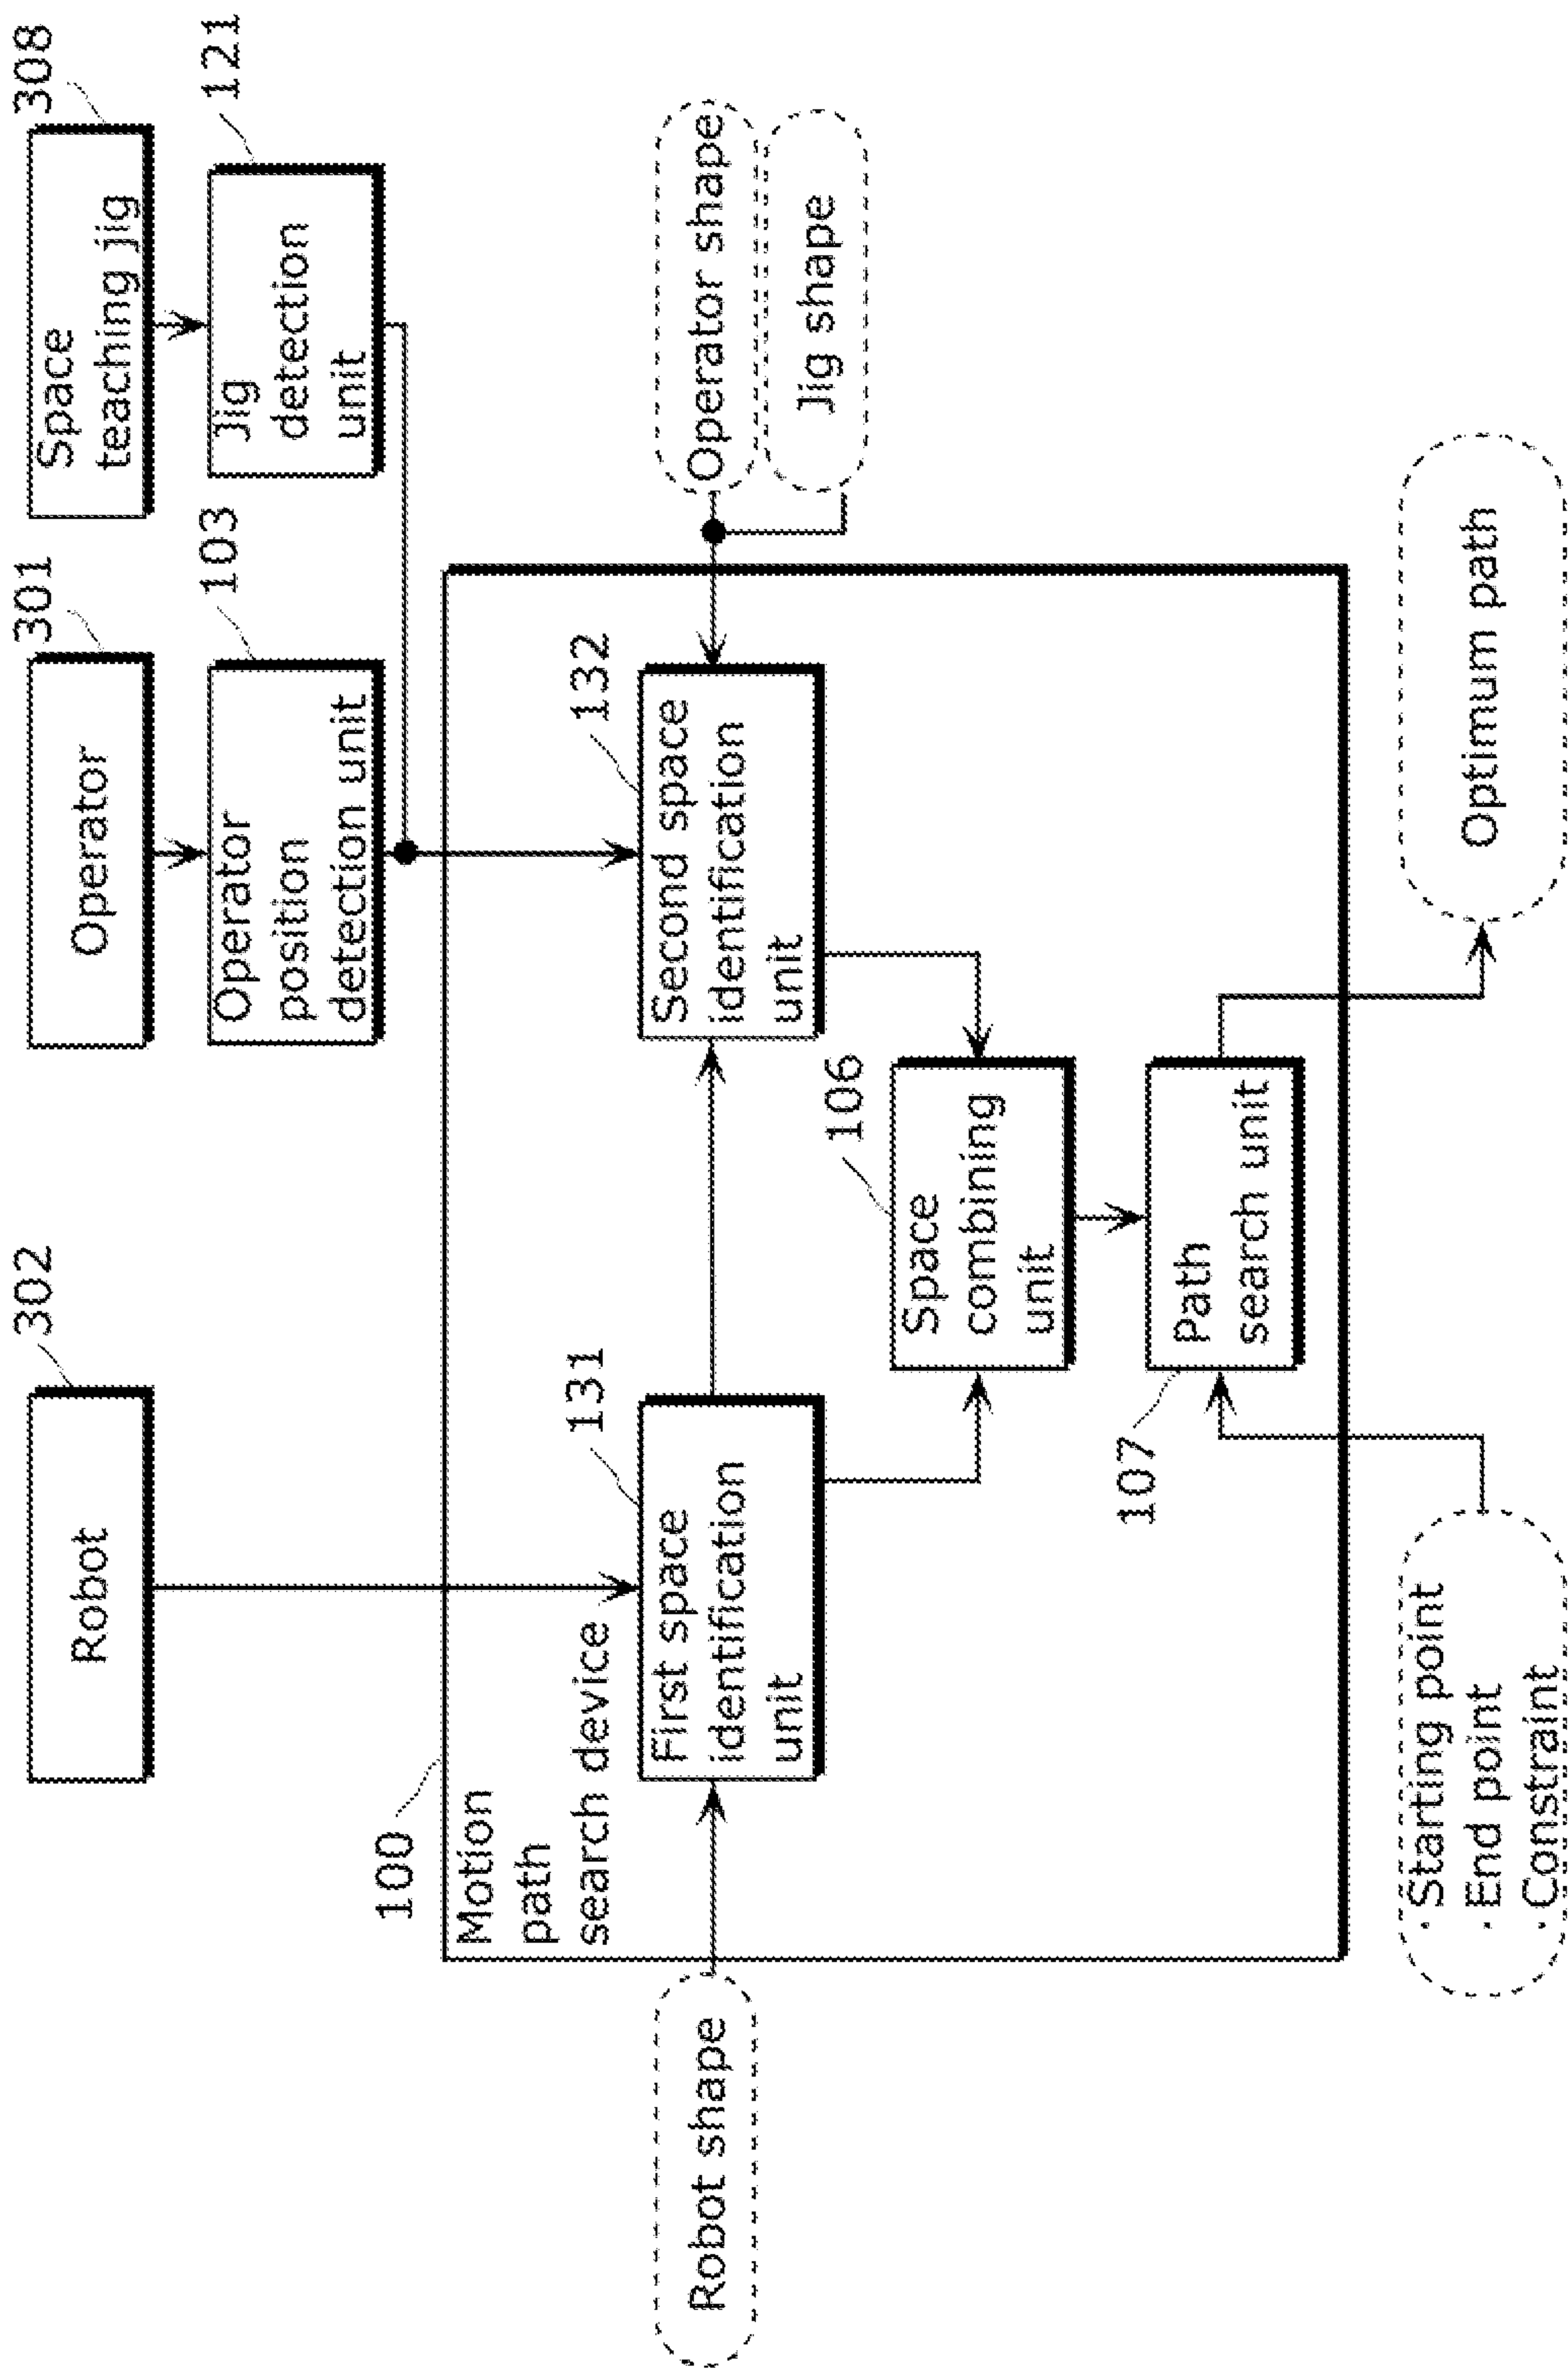 302
301
308
Robot
Operator
Space
teaching jig
103
121
Operator
position
detection unit
Jig
detection
unit
100
Motion
path
search device
131
132
Robot shape
First space
identification
unit
Second space
identification
unit
Operator shape
Jig shape
106
Space
combining
unit
107
Path
search unit
· Starting point
· End point
· Constraint
Optimum path